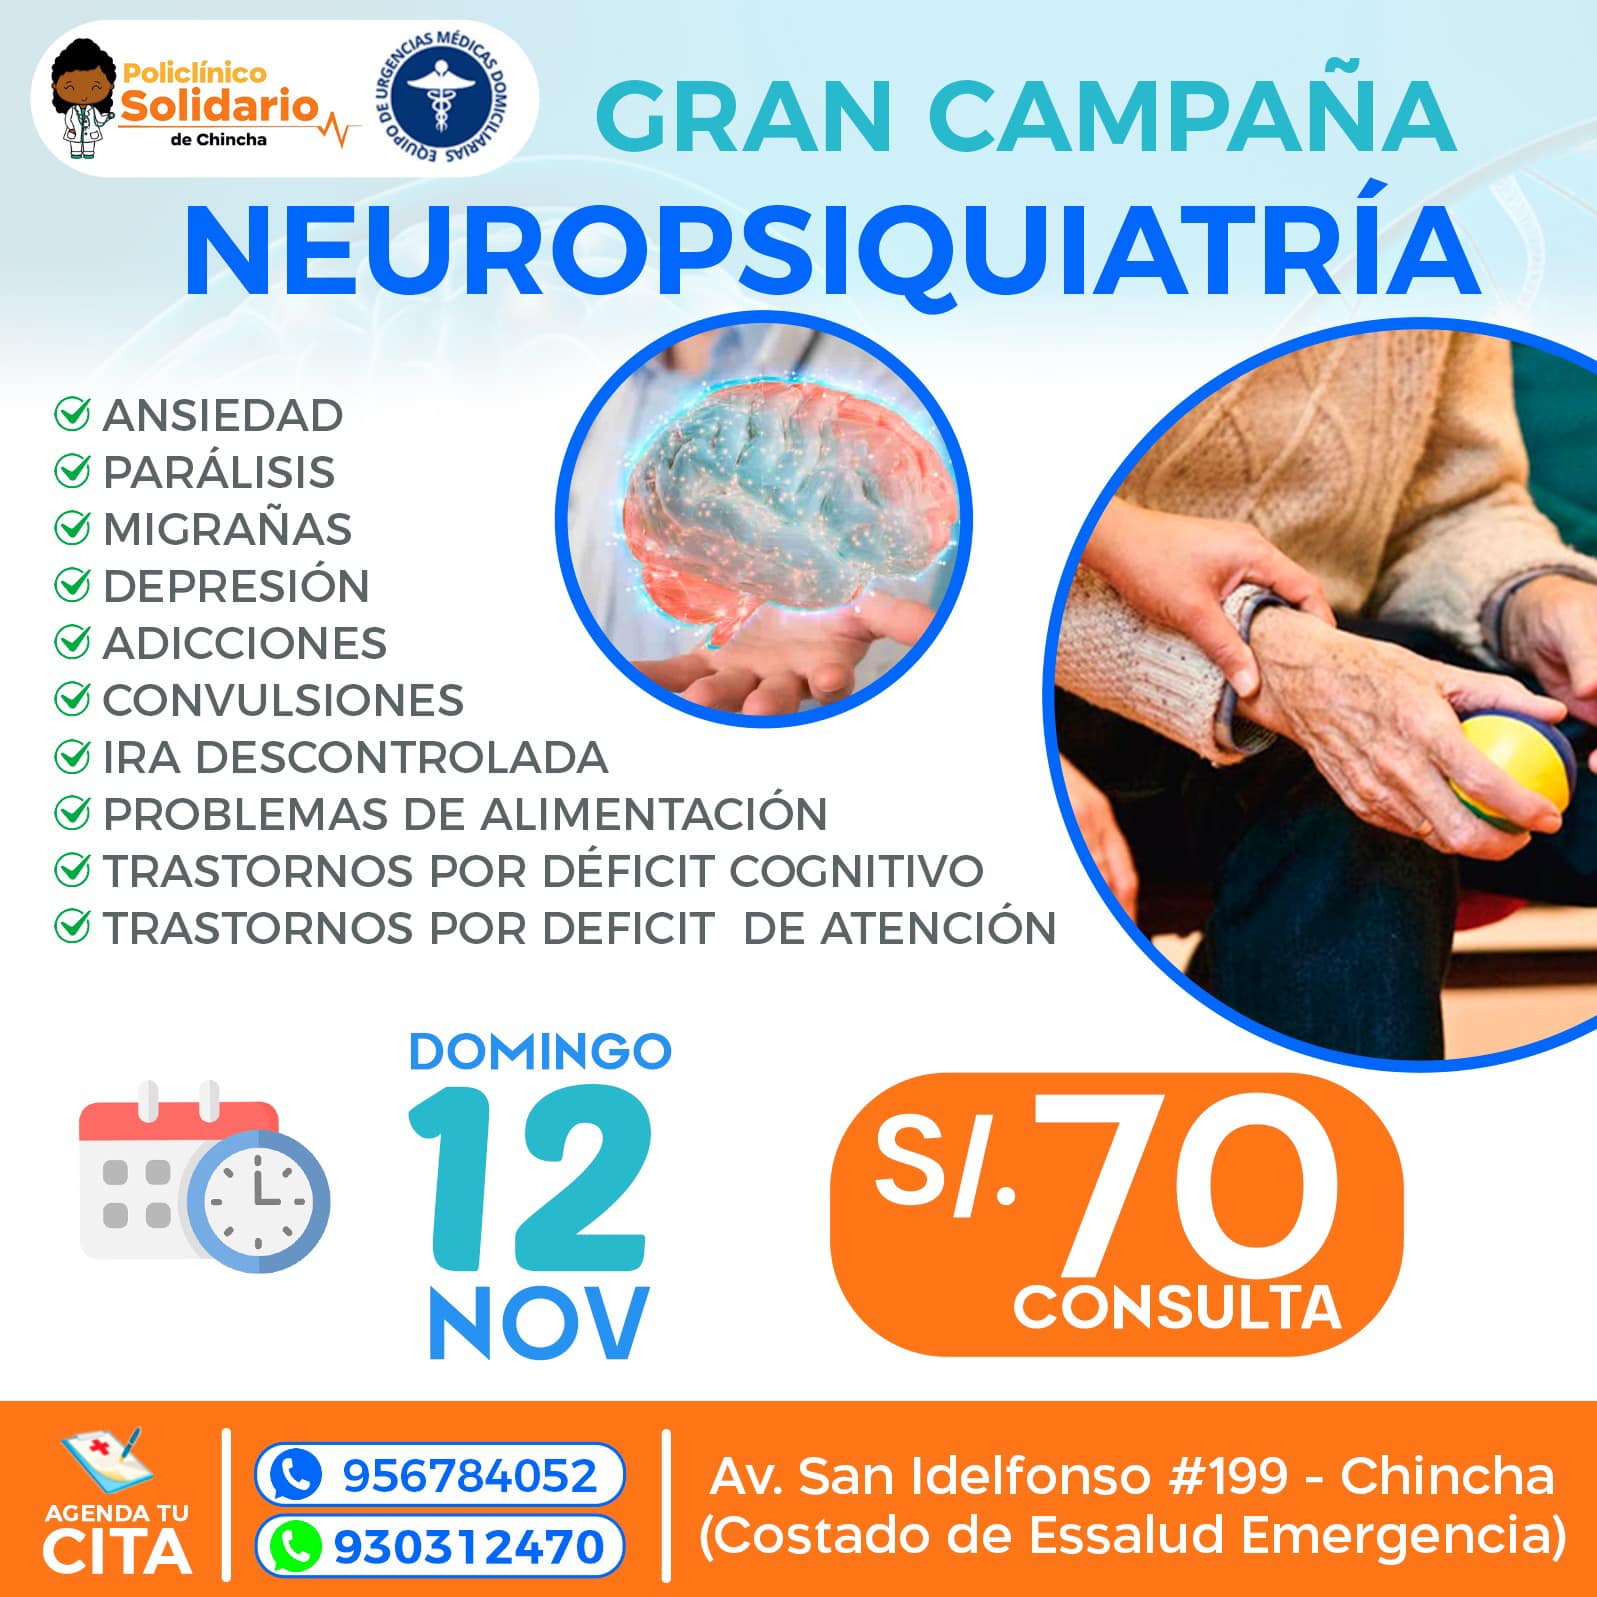 Policlínico
Solidario
de Chincha
EQUIPO DE URGENCIAS MÉDICAS DOMICILIARIAS
GRAN CAMPAÑA
NEUROPSIQUIATRÍA
ANSIEDAD
PARÁLISIS
MIGRAÑAS
DEPRESIÓN
ADICCIONES
CONVULSIONES
IRA DESCONTROLADA
PROBLEMAS DE ALIMENTACIÓN
TRASTORNOS POR DÉFICIT COGNITIVO
TRASTORNOS POR DEFICIT DE ATENCIÓN
DOMINGO
12
NOV
S/. 70
CONSULTA
AGENDA TU
CITA
956784052
930312470
Av. San Idelfonso #199 - Chincha
(Costado de Essalud Emergencia)